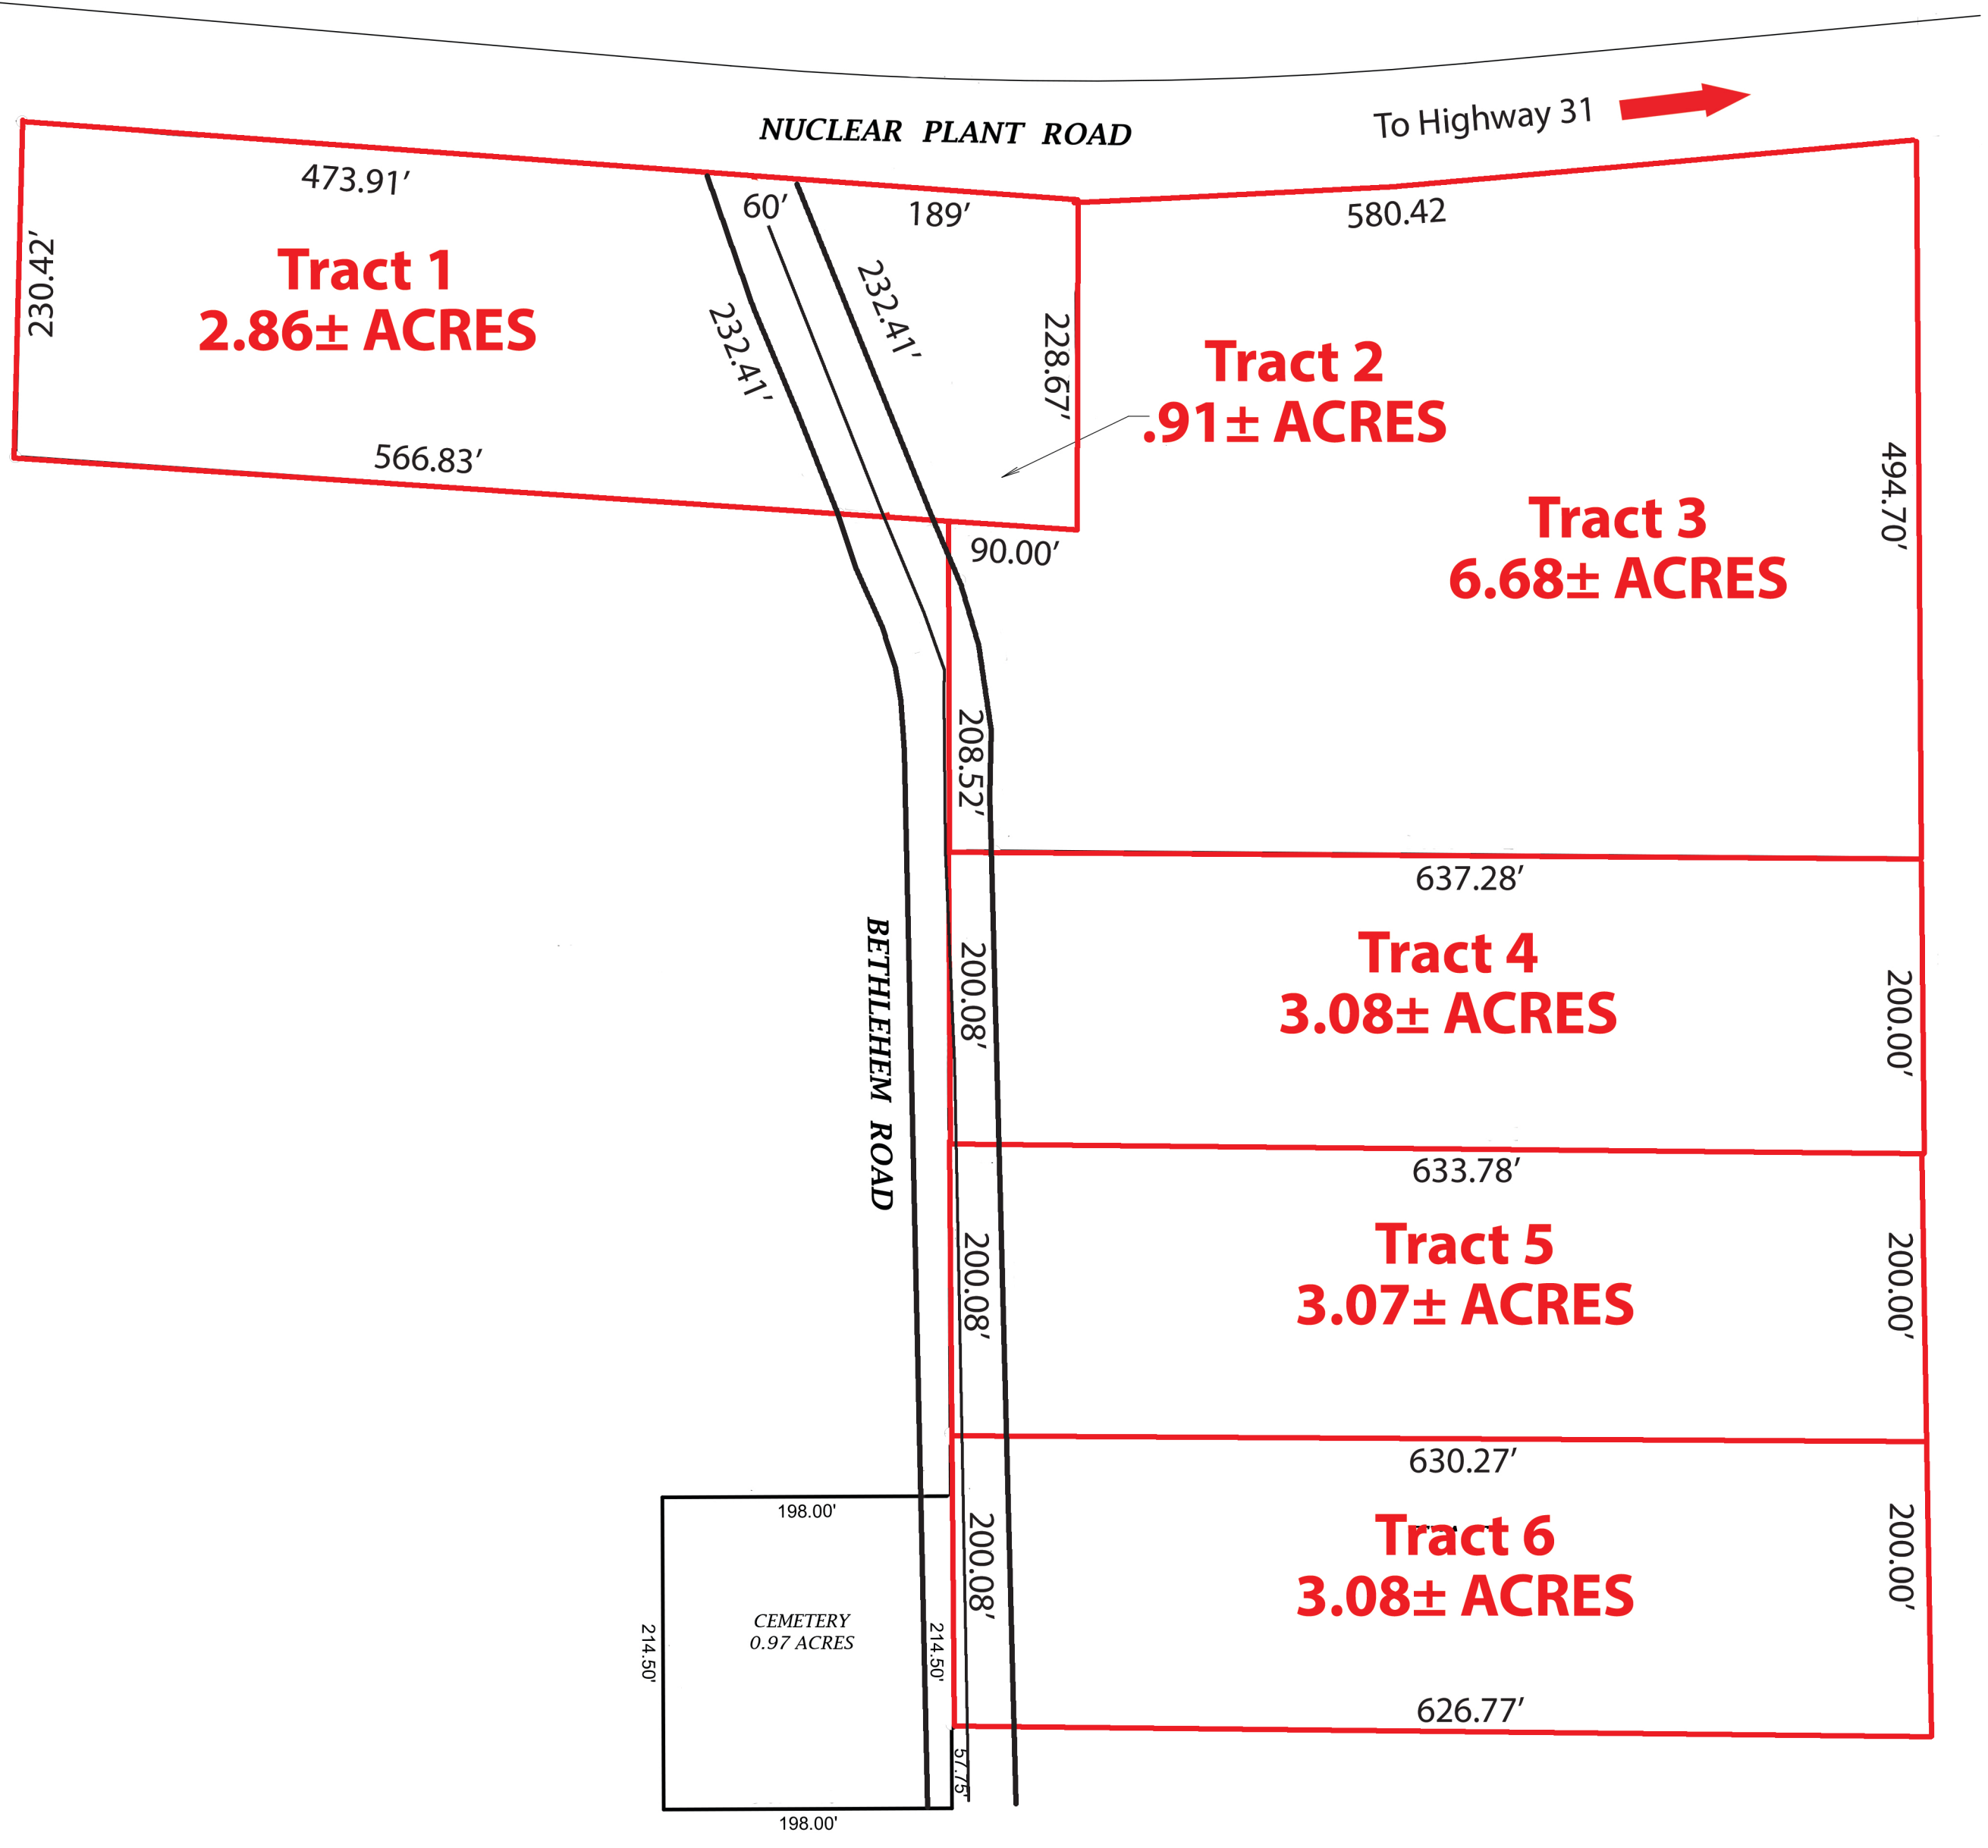 NUCLEAR PLANT ROAD
To Highway 31
473.91'
60'
189'
580.42
230.42'
Tract 1
2.86± ACRES
232.41'
232.41'
228.67'
Tract 2
.91± ACRES
566.83'
90.00'
494.70'
Tract 3
6.68± ACRES
208.52'
637.28'
BETHLEHEM ROAD
200.08'
Tract 4
3.08± ACRES
200.00'
633.78'
200.08'
Tract 5
3.07± ACRES
200.00'
630.27'
198.00'
200.08'
Tract 6
3.08± ACRES
200.00'
CEMETERY
0.97 ACRES
214.50'
214.50'
626.77'
57.75'
198.00'